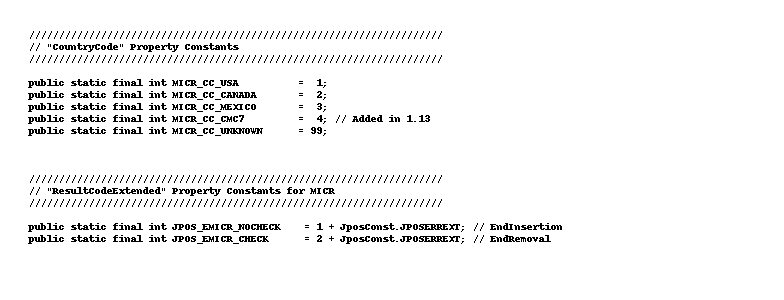 /////////////////////////////////////////////////////////////////////
// "CountryCode" Property Constants
/////////////////////////////////////////////////////////////////////
public static final int MICR_CC_USA          =  1;
public static final int MICR_CC_CANADA       =  2;
public static final int MICR_CC_MEXICO       =  3;
public static final int MICR_CC_CMC7         =  4; // Added in 1.13
public static final int MICR_CC_UNKNOWN      = 99;
/////////////////////////////////////////////////////////////////////
// "ResultCodeExtended" Property Constants for MICR
/////////////////////////////////////////////////////////////////////
public static final int JPOS_EMICR_NOCHECK    = 1 + JposConst.JPOSERREXT; // EndInsertion
public static final int JPOS_EMICR_CHECK      = 2 + JposConst.JPOSERREXT; // EndRemoval